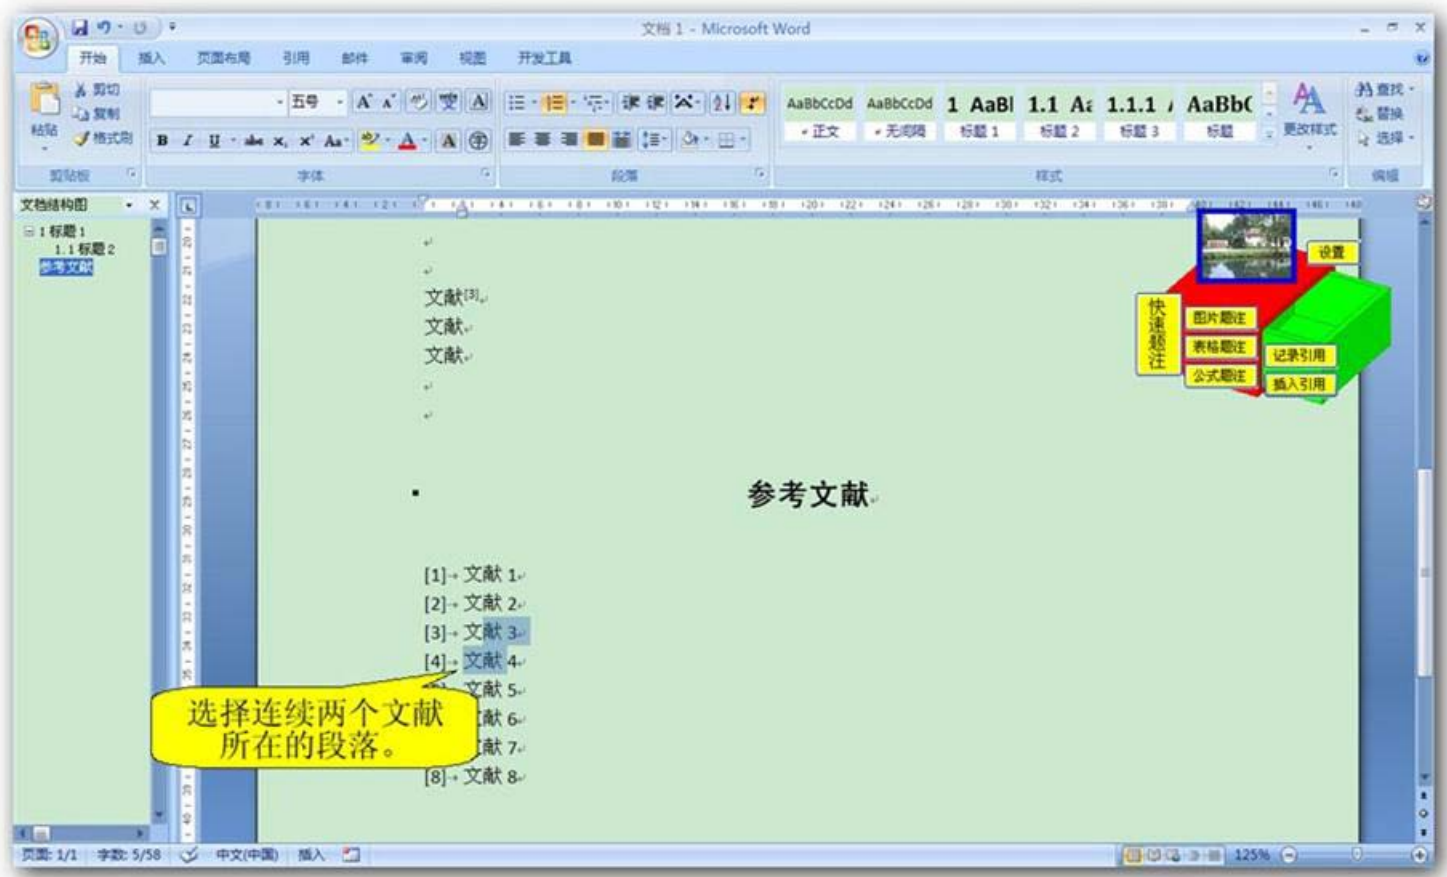 文档 1 - Microsoft Word
开始 插入 页面布局 引用 邮件 审阅 视图 开发工具
剪切
复制
粘贴 格式刷
五号
AaBbCcDd AaBbCcDd 1 AaBl 1.1 Aa 1.1.1 AaBb(
正文 无间隔 标题 1 标题 2 标题 3 标题
更改样式
查找
替换
选择
剪贴板 字体 段落 样式 编辑
文档结构图
1 标题 1
1.1 标题 2
参考文献
设置
快速题注
图片题注
表格题注
公式题注
记录引用
插入引用
文献[3]
文献
文献
参考文献
[1] 文献 1
[2] 文献 2
[3] 文献 3
[4] 文献 4
文献 5
献 6
献 7
[8] 文献 8
选择连续两个文献
所在的段落。
页面: 1/1 字数: 5/58 中文(中国) 插入 125%